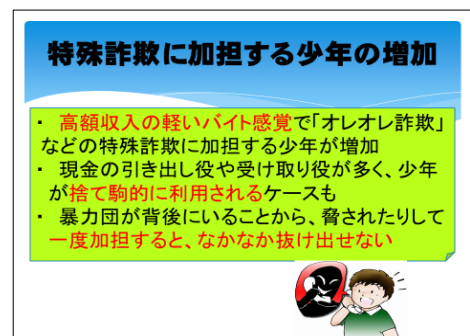 特殊詐欺に加担する少年の増加
・ 高額収入の軽いバイト感覚で「オレオレ詐欺」
などの特殊詐欺に加担する少年が増加
・ 現金の引き出し役や受け取り役が多く、少年
が捨て駒的に利用されるケースも
・ 暴力団が背後にいることから、脅されたりして
一度加担すると、なかなか抜け出せない